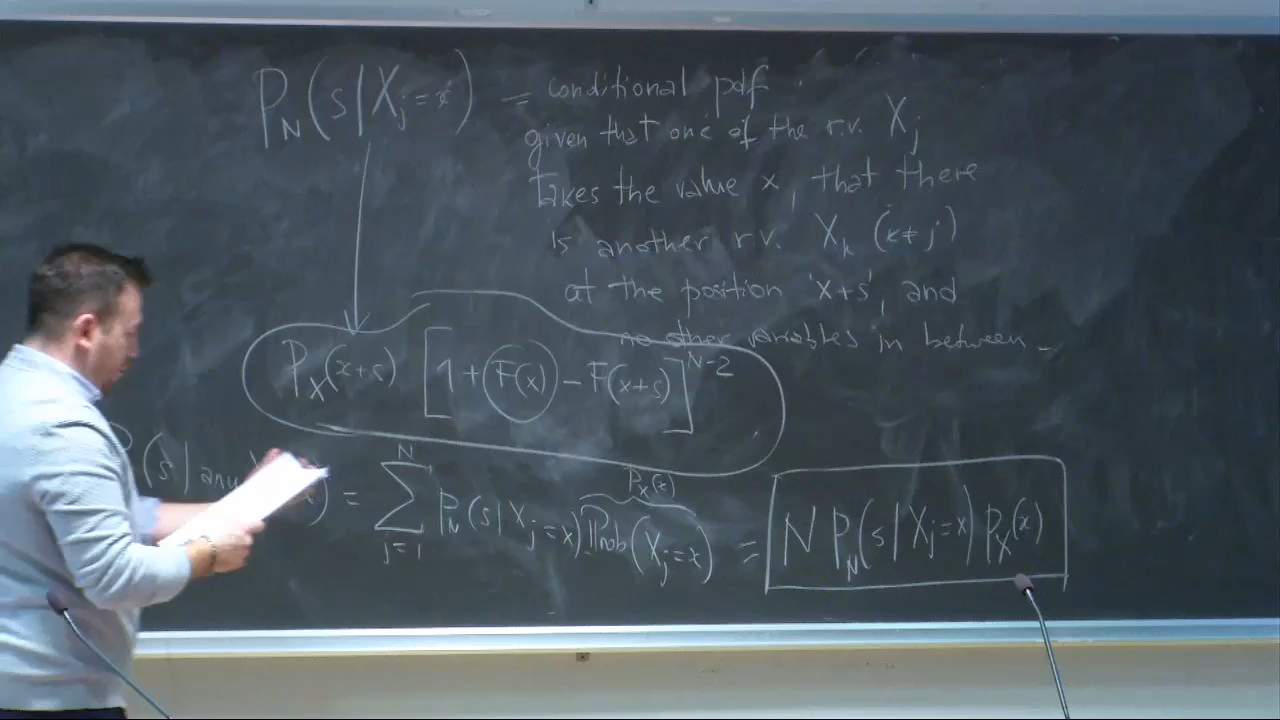 P_N(s|X_j=x) = conditional pdf
given that one of the r.v. X_j
takes the value x, that there
is another r.v. X_k (k≠j)
at the position 'x+s', and
no other variables in between.
P_X(x+s) [1+F(x)-F(x+s)]^{N-2}
P_X(x)
(s| any ) = \sum_{j=1}^{N} P_N(s|X_j=x) Prob(X_j=x) = N P_N(s|X_j=x) P_X(x)